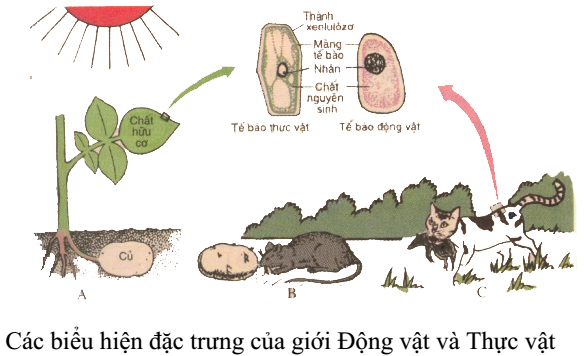 Thành
xenlulôzơ
Màng
tế bào
Nhân
Chất
nguyên
sinh
Tế bào thực vật
Tế bào động vật
Chất
hữu
cơ
Củ
A
B
C
Các biểu hiện đặc trưng của giới Động vật và Thực vật